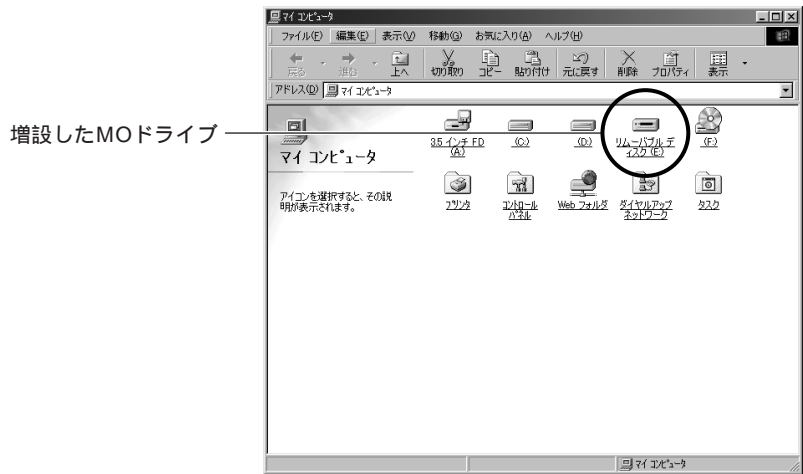 マイ コンピュータ
ファイル(F) 編集(E) 表示(V) 移動(G) お気に入り(A) ヘルプ(H)
戻る 進む 上へ 切り取り コピー 貼り付け 元に戻す 削除 プロパティ 表示
アドレス(D) マイ コンピュータ
増設したMOドライブ
マイ コンピュータ
アイコンを選択すると、その説
明が表示されます。
3.5 インチ FD
(A:)
(C:)
(D:)
リムーバブル デ
ィスク (E:)
(F:)
プリンタ
コントロール
パネル
Web フォルダ
ダイヤルアップ
ネットワーク
タスク
マイ コンピュータ